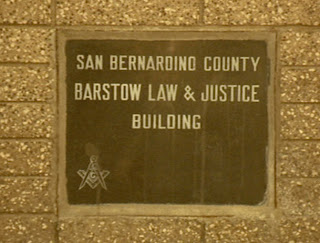 SAN BERNARDINO COUNTY
BARSTOW LAW & JUSTICE
BUILDING